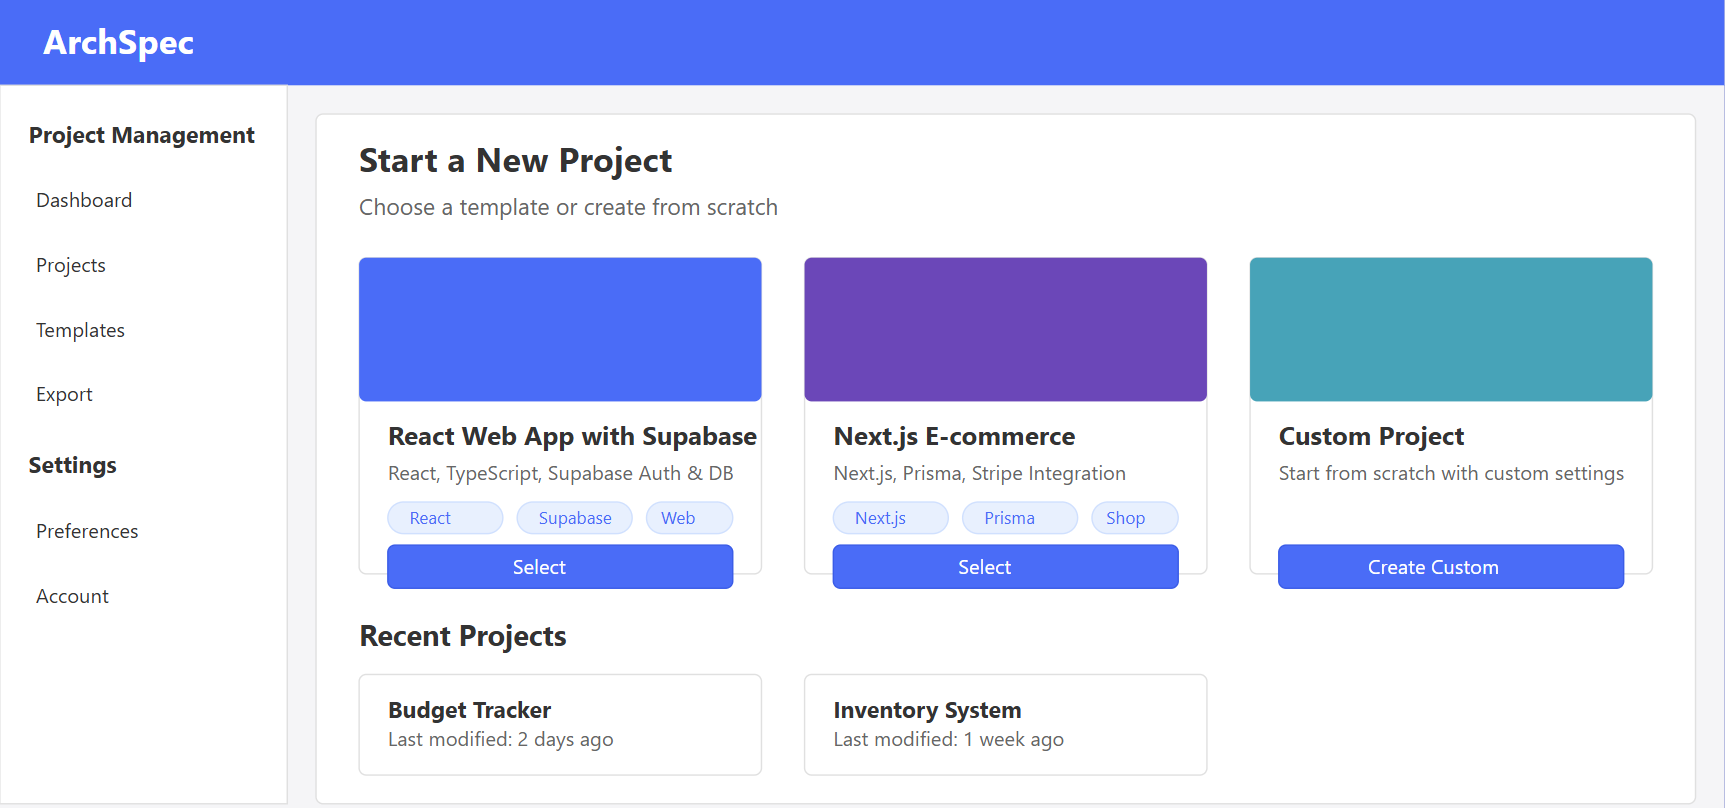 ArchSpec
Project Management
Dashboard
Projects
Templates
Export
Settings
Preferences
Account
Start a New Project
Choose a template or create from scratch
React Web App with Supabase
React, TypeScript, Supabase Auth & DB
React Supabase Web
Select
Next.js E-commerce
Next.js, Prisma, Stripe Integration
Next.js Prisma Shop
Select
Custom Project
Start from scratch with custom settings
Create Custom
Recent Projects
Budget Tracker
Last modified: 2 days ago
Inventory System
Last modified: 1 week ago